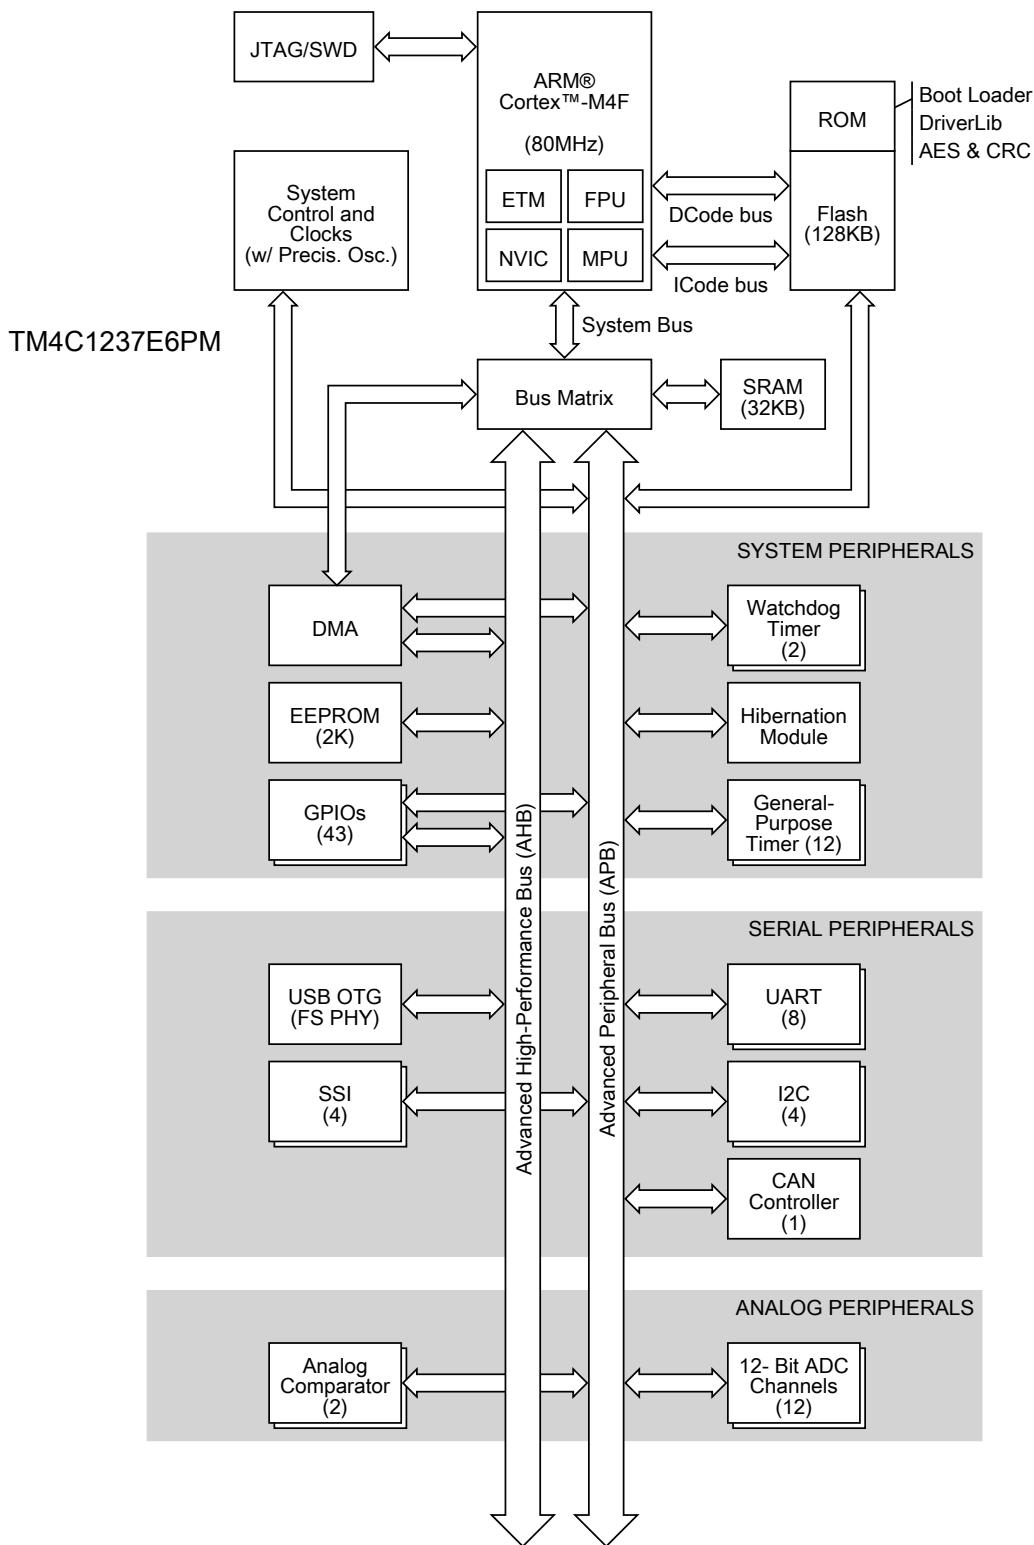 JTAG/SWD
ARM®
Cortex™-M4F
(80MHz)
ETM
FPU
NVIC
MPU
ROM
Boot Loader
DriverLib
AES & CRC
Flash
(128KB)
DCode bus
ICode bus
System
Control and
Clocks
(w/ Precis. Osc.)
System Bus
TM4C1237E6PM
Bus Matrix
SRAM
(32KB)
SYSTEM PERIPHERALS
DMA
Watchdog
Timer
(2)
EEPROM
(2K)
Hibernation
Module
GPIOs
(43)
General-
Purpose
Timer (12)
Advanced High-Performance Bus (AHB)
Advanced Peripheral Bus (APB)
SERIAL PERIPHERALS
USB OTG
(FS PHY)
UART
(8)
SSI
(4)
I2C
(4)
CAN
Controller
(1)
ANALOG PERIPHERALS
Analog
Comparator
(2)
12- Bit ADC
Channels
(12)